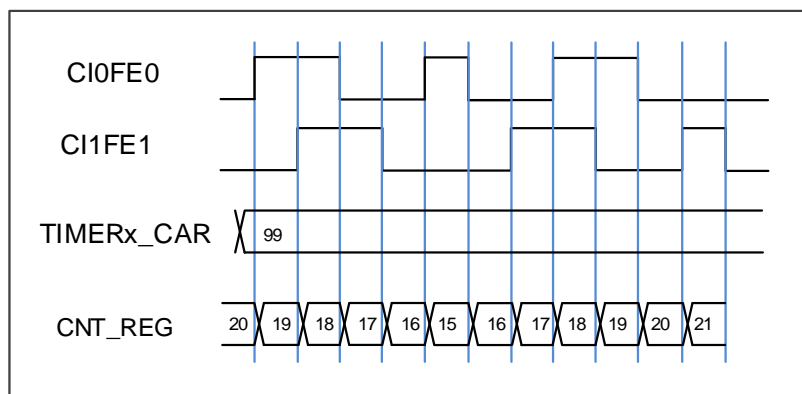 CI0FE0
CI1FE1
TIMERx_CAR 99
CNT_REG 20 19 18 17 16 15 16 17 18 19 20 21